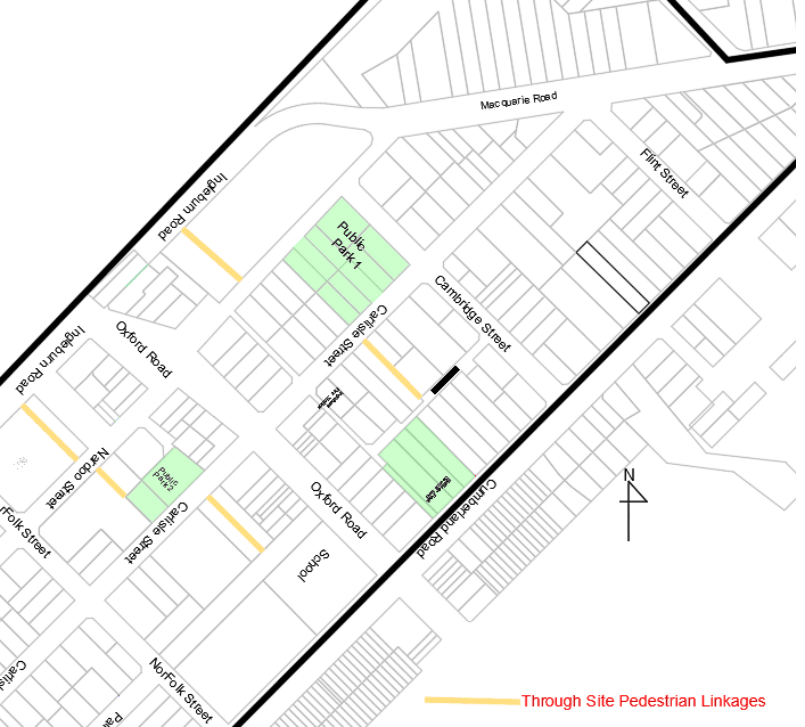 Macquarie Road
Flint Street
Ingleburn Road
Public
Park 1
Cambridge Street
Carlisle Street
Oxford Road
Ingleburn Road
Nardoo Street
Public
Park 2
Carlisle Street
Norfolk Street
Oxford Road
Cumberland Road
N
School
NorFolk Street
Through Site Pedestrian Linkages